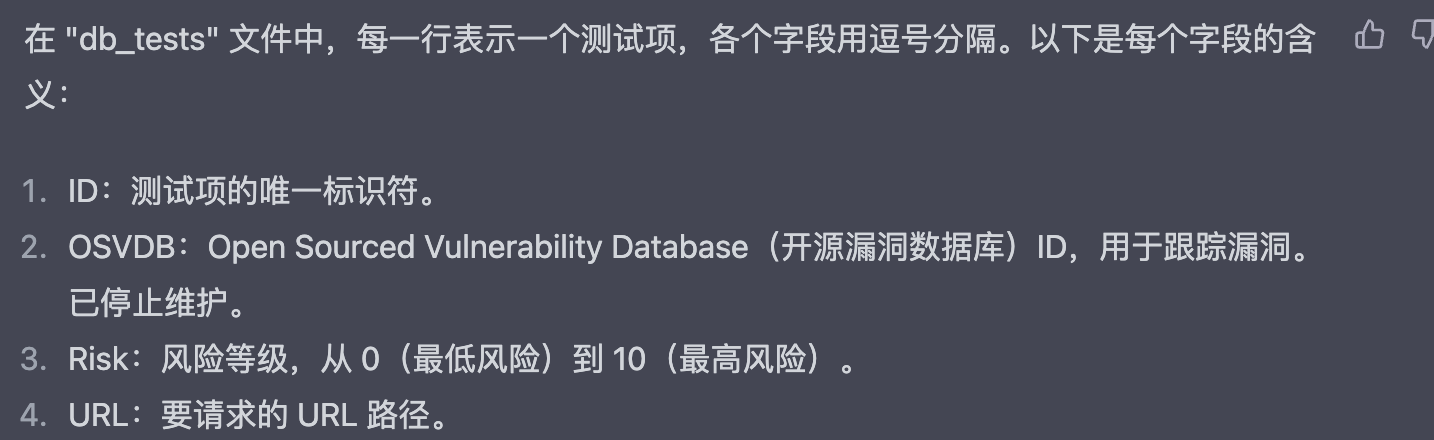 在 "db_tests" 文件中，每一行表示一个测试项，各个字段用逗号分隔。以下是每个字段的含
义：
1. ID：测试项的唯一标识符。
2. OSVDB：Open Sourced Vulnerability Database（开源漏洞数据库）ID，用于跟踪漏洞。
已停止维护。
3. Risk：风险等级，从 0（最低风险）到 10（最高风险）。
4. URL：要请求的 URL 路径。